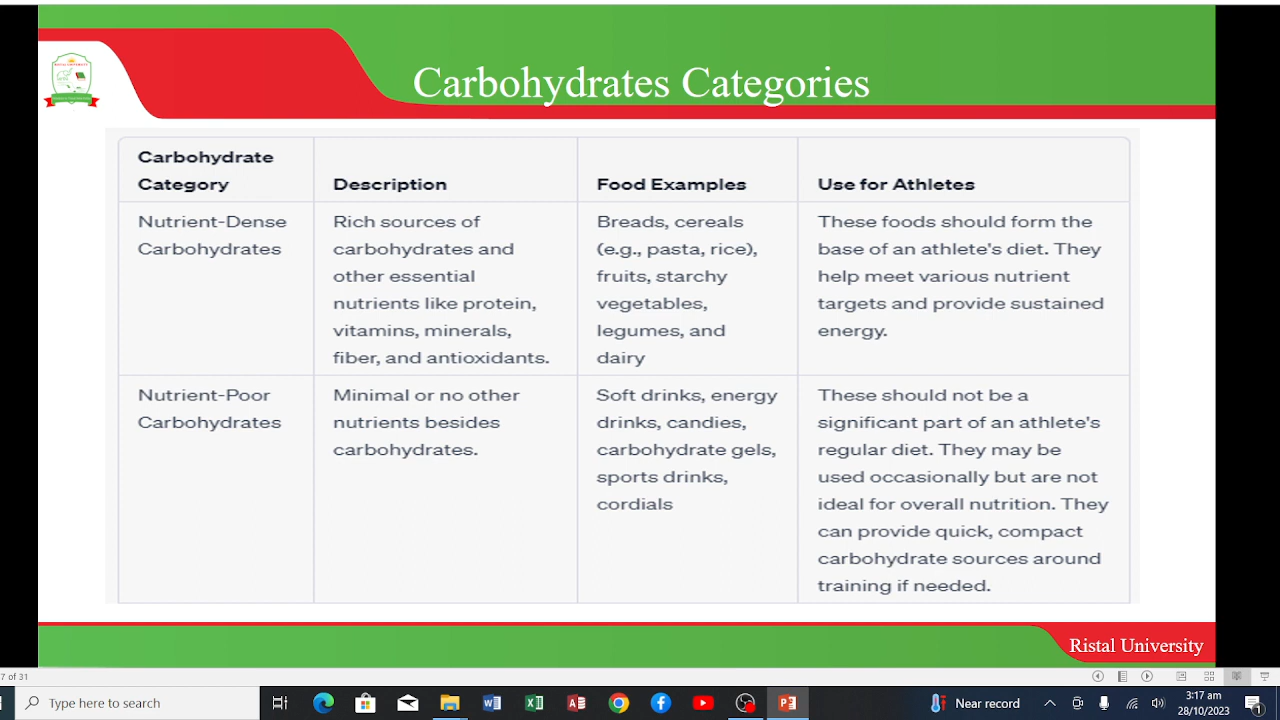 Carbohydrates Categories
RISTAL UNIVERSITY
Carbohydrate
Category
Description
Food Examples
Use for Athletes
Nutrient-Dense
Carbohydrates
Rich sources of
carbohydrates and
other essential
nutrients like protein,
vitamins, minerals,
fiber, and antioxidants.
Breads, cereals
(e.g., pasta, rice),
fruits, starchy
vegetables,
legumes, and
dairy
These foods should form the
base of an athlete's diet. They
help meet various nutrient
targets and provide sustained
energy.
Nutrient-Poor
Carbohydrates
Minimal or no other
nutrients besides
carbohydrates.
Soft drinks, energy
drinks, candies,
carbohydrate gels,
sports drinks,
cordials
These should not be a
significant part of an athlete's
regular diet. They may be
used occasionally but are not
ideal for overall nutrition. They
can provide quick, compact
carbohydrate sources around
training if needed.
Ristal University
7 of 31
Type here to search
Near record
3:17 am
28/10/2023
1